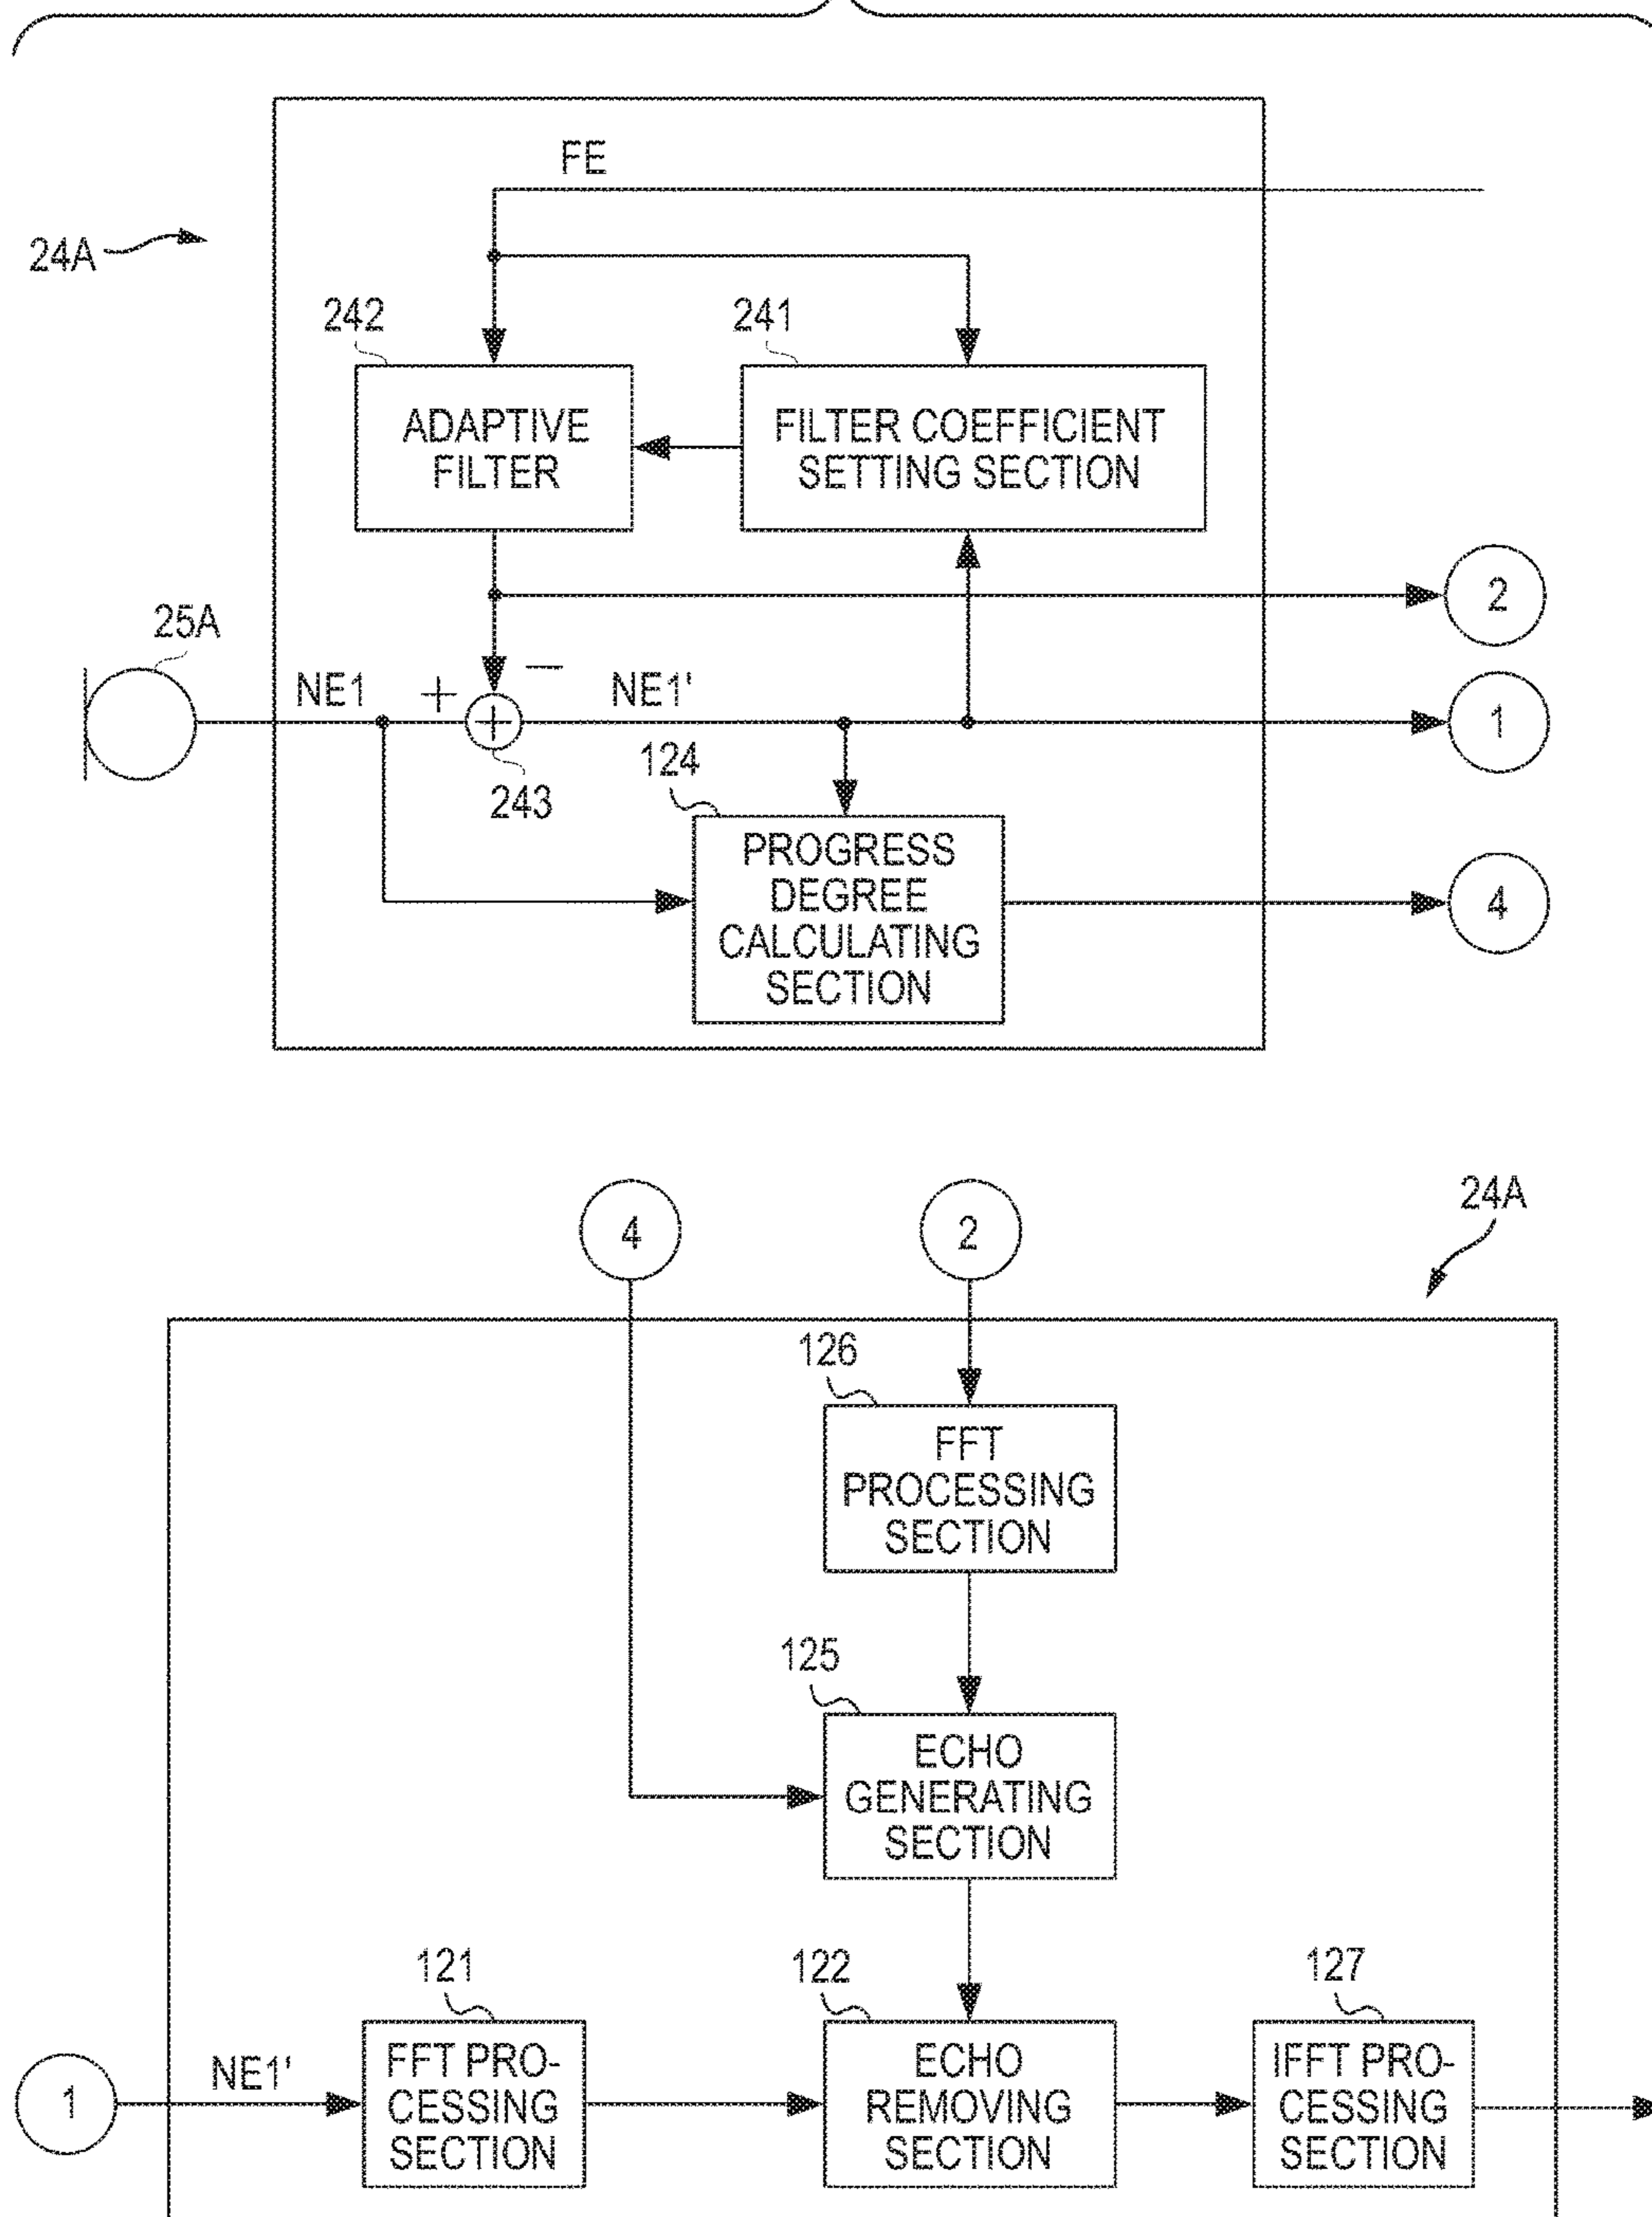 FE
24A
242
241
ADAPTIVE
FILTER
FILTER COEFFICIENT
SETTING SECTION
2
25A
NE1
+
−
+
NE1'
1
243
124
PROGRESS
DEGREE
CALCULATING
SECTION
4
24A
4
2
126
FFT
PROCESSING
SECTION
125
ECHO
GENERATING
SECTION
121
122
127
1
NE1'
FFT PRO-
CESSING
SECTION
ECHO
REMOVING
SECTION
IFFT PRO-
CESSING
SECTION